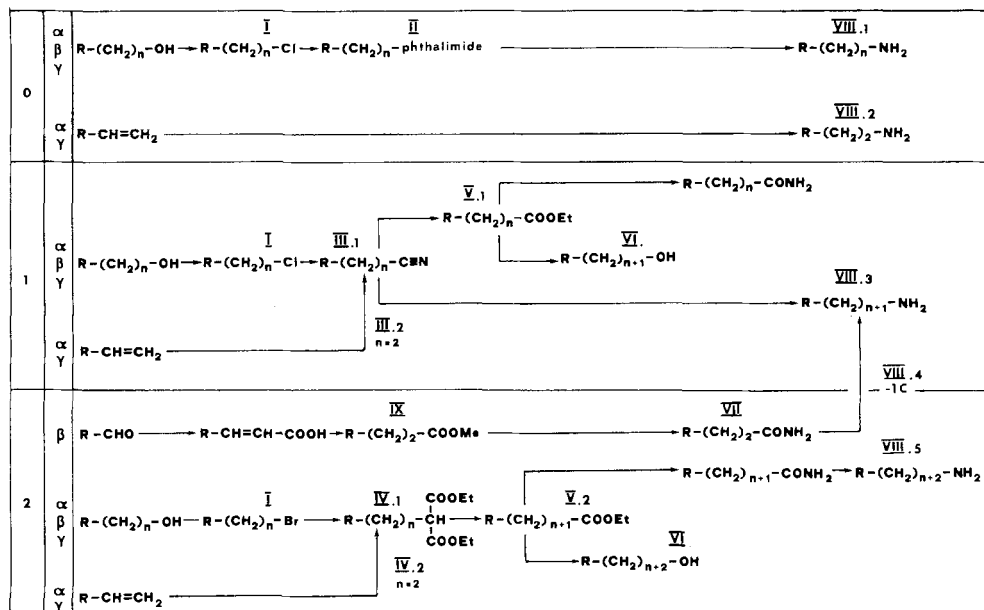 0
α β γ R-(CH₂)ₙ-OH → I R-(CH₂)ₙ-Cl → II R-(CH₂)ₙ-phthalimide → VIII.1 R-(CH₂)ₙ-NH₂
α γ R-CH=CH₂ → VIII.2 R-(CH₂)₂-NH₂
1
V.1 R-(CH₂)ₙ-COOEt → R-(CH₂)ₙ-CONH₂
VI. R-(CH₂)ₙ₊₁-OH
α β γ R-(CH₂)ₙ-OH → I R-(CH₂)ₙ-Cl → III.1 R-(CH₂)ₙ-C≡N
VIII.3 R-(CH₂)ₙ₊₁-NH₂
III.2
n=2
α γ R-CH=CH₂
VIII.4
-1C
2
β R-CHO → R-CH=CH-COOH → IX R-(CH₂)₂-COOMe → VII R-(CH₂)₂-CONH₂
R-(CH₂)ₙ₊₁-CONH₂ → VIII.5 R-(CH₂)ₙ₊₂-NH₂
COOEt
α β γ R-(CH₂)ₙ-OH - I R-(CH₂)ₙ-Br → IV.1 R-(CH₂)ₙ-CH → V.2 R-(CH₂)ₙ₊₁-COOEt
COOEt
VI. R-(CH₂)ₙ₊₂-OH
IV.2
n=2
α γ R-CH=CH₂